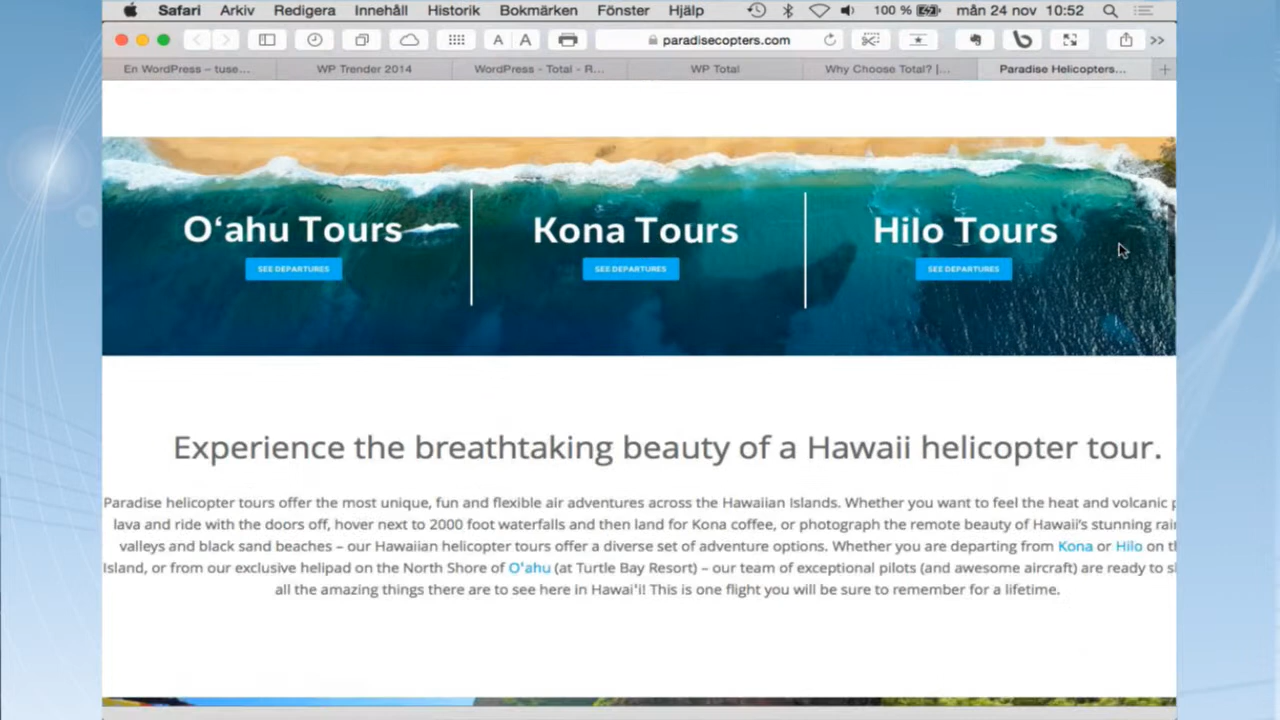 Safari Arkiv Redigera Innehåll Historik Bokmärken Fönster Hjälp 100 % mån 24 nov 10:52
A A paradisecopters.com
En WordPress – tuse... WP Trender 2014 WordPress - Total - R... WP Total Why Choose Total? |... Paradise Helicopters...
Oʻahu Tours Kona Tours Hilo Tours
SEE DEPARTURES SEE DEPARTURES SEE DEPARTURES
Experience the breathtaking beauty of a Hawaii helicopter tour.
Paradise helicopter tours offer the most unique, fun and flexible air adventures across the Hawaiian Islands. Whether you want to feel the heat and volcanic
lava and ride with the doors off, hover next to 2000 foot waterfalls and then land for Kona coffee, or photograph the remote beauty of Hawaii's stunning
valleys and black sand beaches – our Hawaiian helicopter tours offer a diverse set of adventure options. Whether you are departing from Kona or Hilo on
Island, or from our exclusive helipad on the North Shore of Oʻahu (at Turtle Bay Resort) – our team of exceptional pilots (and awesome aircraft) are ready to
all the amazing things there are to see here in Hawai'i! This is one flight you will be sure to remember for a lifetime.